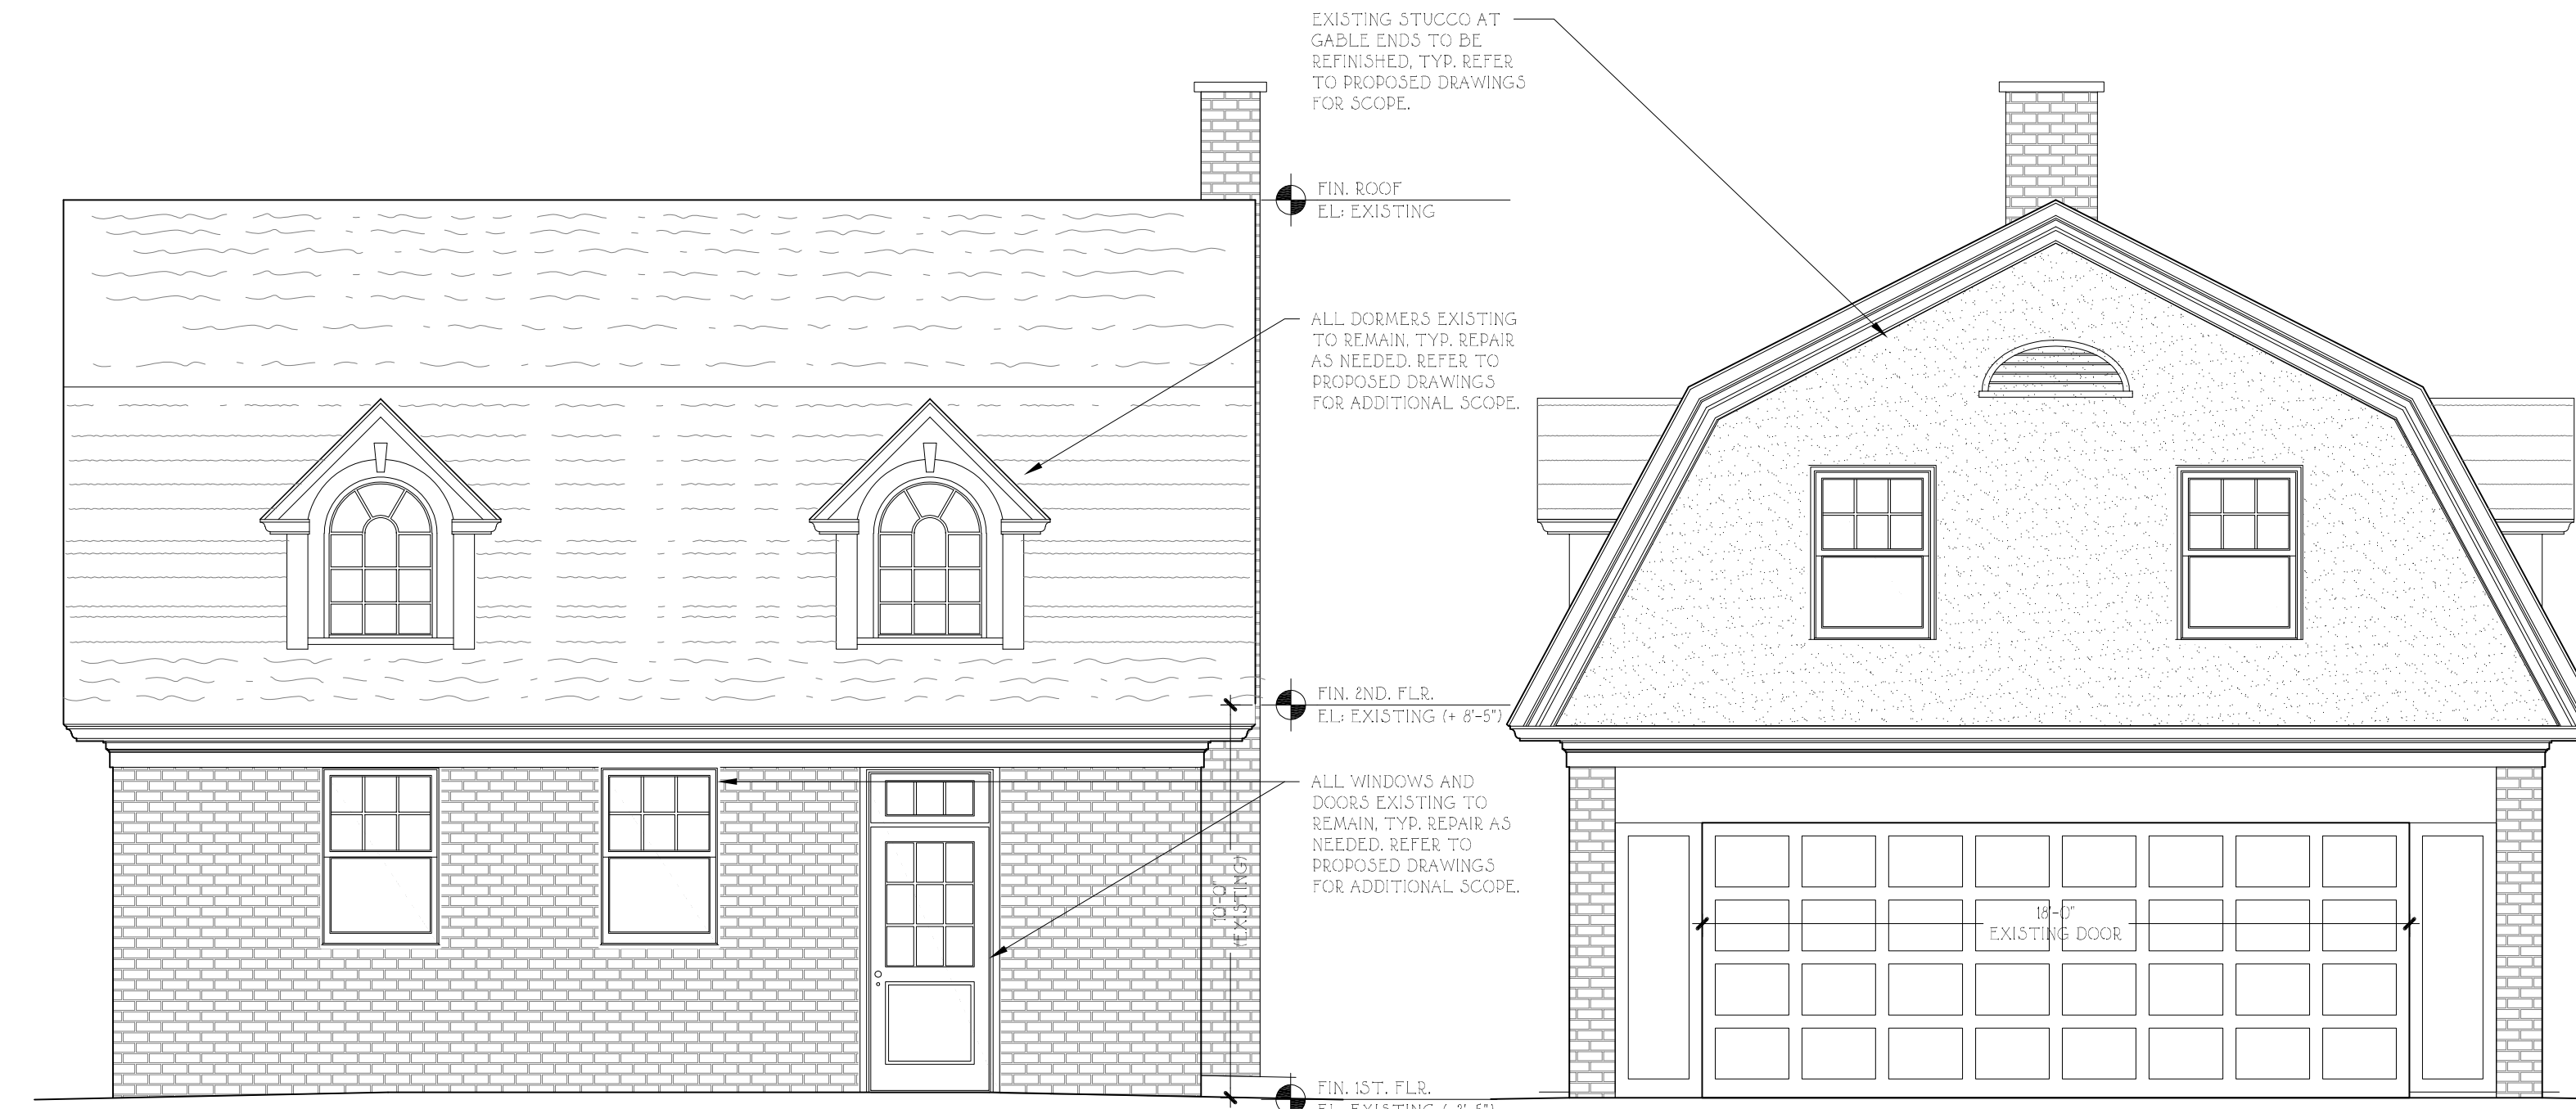 EXISTING STUCCO AT
GABLE ENDS TO BE
REFINISHED, TYP. REFER
TO PROPOSED DRAWINGS
FOR SCOPE.
FIN. ROOF
EL: EXISTING
ALL DORMERS EXISTING
TO REMAIN, TYP. REPAIR
AS NEEDED. REFER TO
PROPOSED DRAWINGS
FOR ADDITIONAL SCOPE.
FIN. 2ND. FLR.
EL: EXISTING (+ 8'-5")
ALL WINDOWS AND
DOORS EXISTING TO
REMAIN, TYP. REPAIR AS
NEEDED. REFER TO
PROPOSED DRAWINGS
FOR ADDITIONAL SCOPE.
10'-0"
(EXISTING)
18'-0"
EXISTING DOOR
FIN. 1ST. FLR.
EL: EXISTING